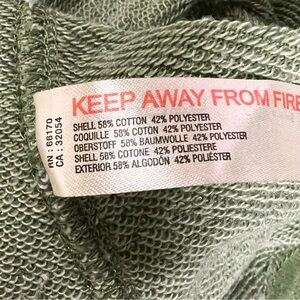 KEEP AWAY FROM FIRE
SHELL 58% COTTON 42% POLYESTER
COQUILLE 58% COTON 42% POLYESTER
OBERSTOFF 58% BAUMWOLLE 42% POLYESTER
SHELL 58% COTONE 42% POLIESTERE
EXTERIOR 58% ALGODÓN 42% POLIÉSTER
RN : 66170
CA : 32054